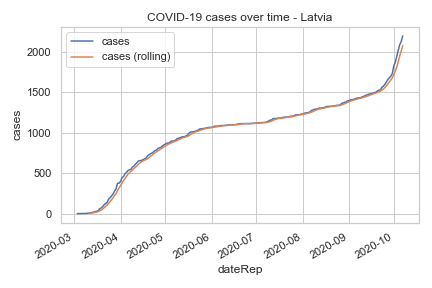 COVID-19 cases over time - Latvia
cases
cases (rolling)
cases
2000
1500
1000
500
0
2020-03
2020-04
2020-05
2020-06
2020-07
2020-08
2020-09
2020-10
dateRep